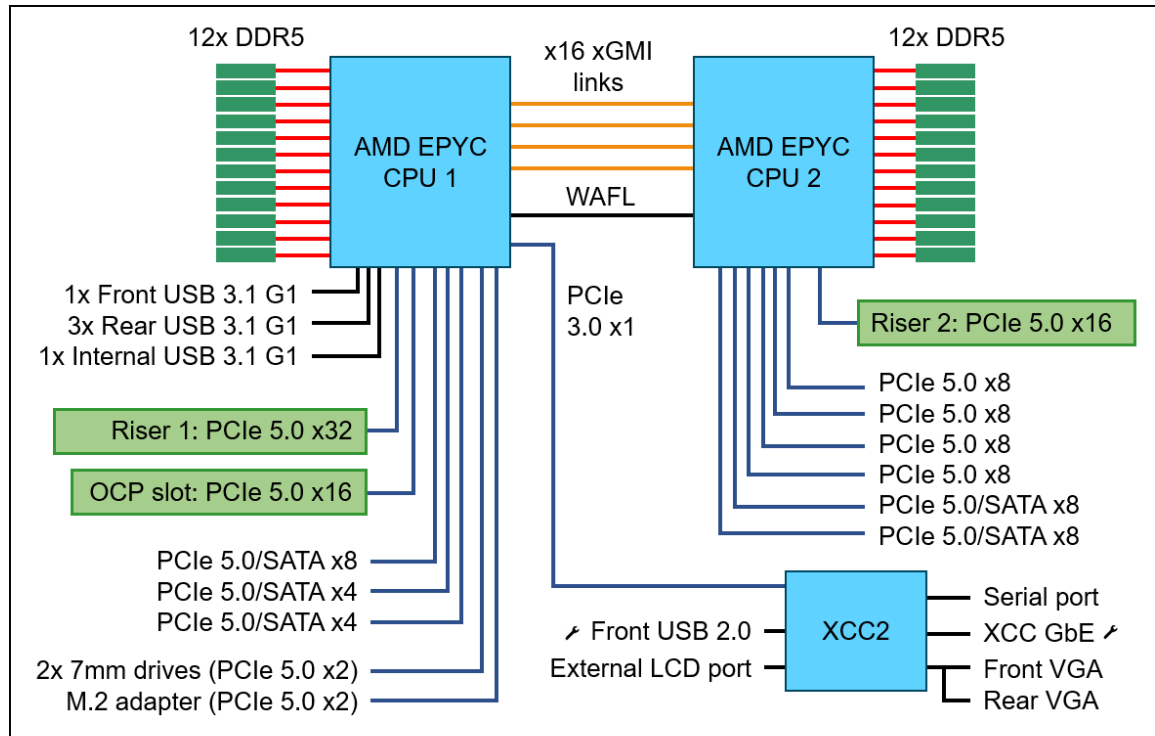 12x DDR5
x16 xGMI
links
12x DDR5
AMD EPYC
CPU 1
AMD EPYC
CPU 2
WAFL
1x Front USB 3.1 G1
3x Rear USB 3.1 G1
1x Internal USB 3.1 G1
PCIe
3.0 x1
Riser 2: PCIe 5.0 x16
Riser 1: PCIe 5.0 x32
OCP slot: PCIe 5.0 x16
PCIe 5.0 x8
PCIe 5.0 x8
PCIe 5.0 x8
PCIe 5.0 x8
PCIe 5.0/SATA x8
PCIe 5.0/SATA x8
PCIe 5.0/SATA x8
PCIe 5.0/SATA x4
PCIe 5.0/SATA x4
2x 7mm drives (PCIe 5.0 x2)
M.2 adapter (PCIe 5.0 x2)
Front USB 2.0
External LCD port
XCC2
Serial port
XCC GbE
Front VGA
Rear VGA